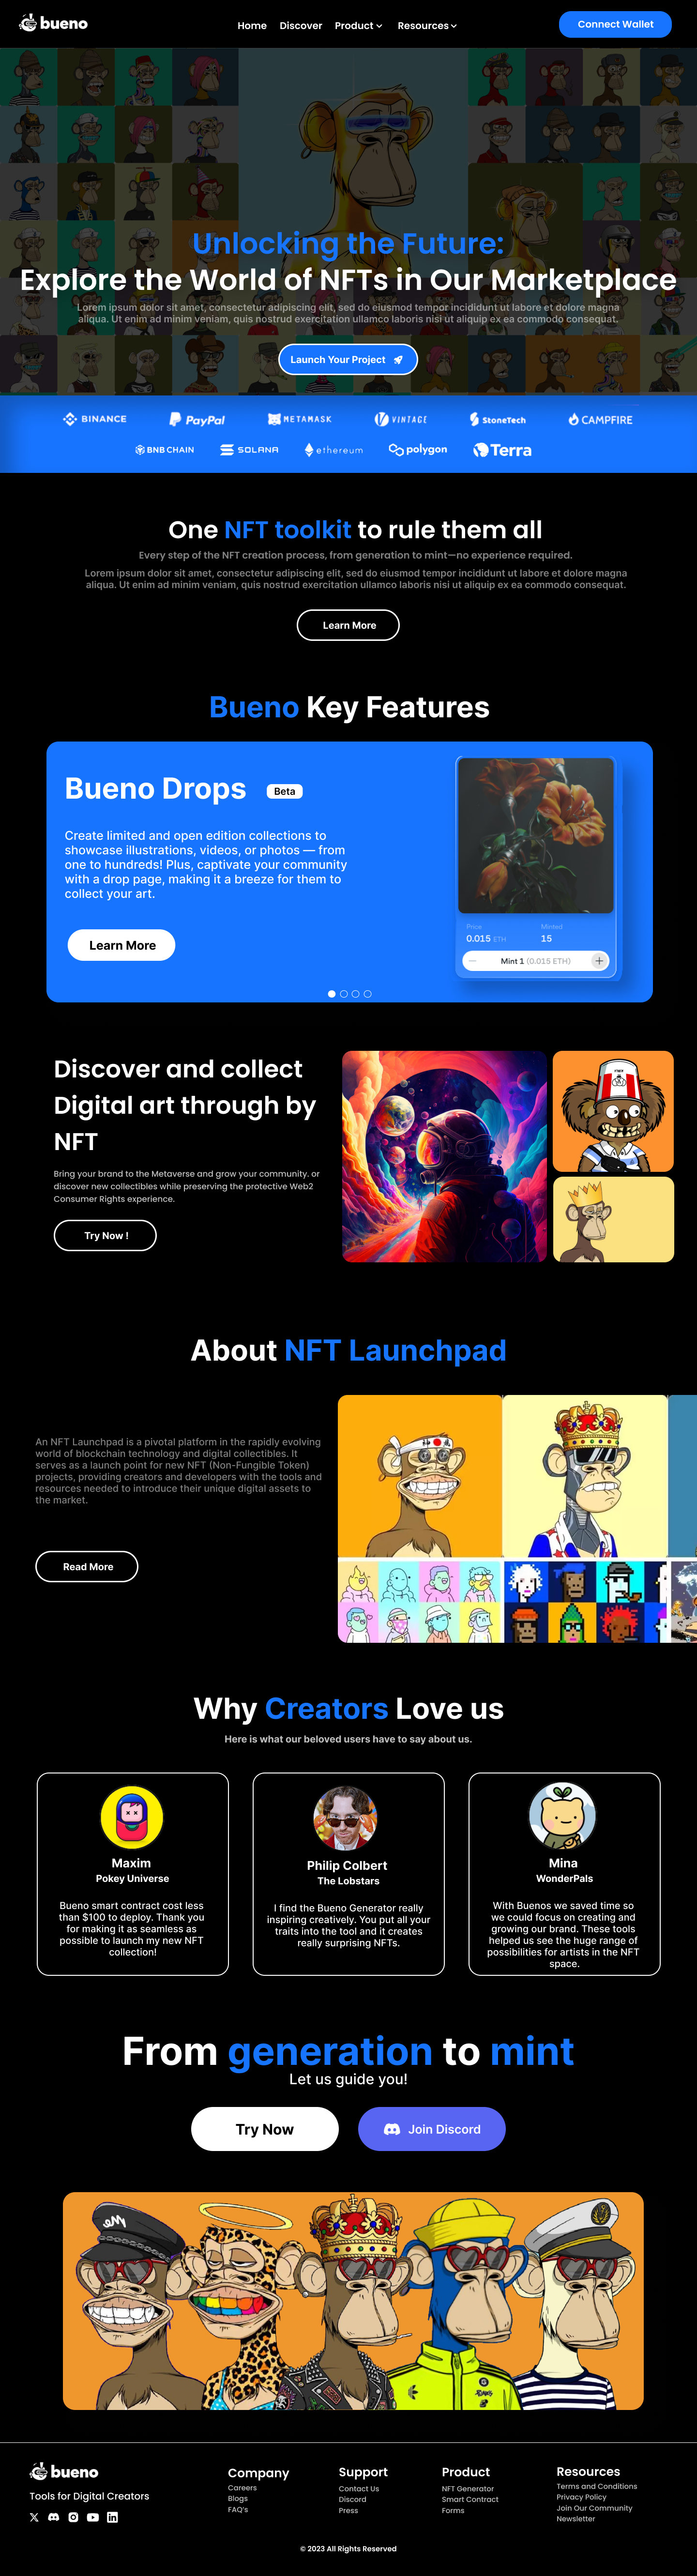 bueno
Home Discover Product Resources
Connect Wallet
Unlocking the Future:
Explore the World of NFTs in Our Marketplace
Lorem ipsum dolor sit amet, consectetur adipiscing elit, sed do eiusmod tempor incididunt ut labore et dolore magna
aliqua. Ut enim ad minim veniam, quis nostrud exercitation ullamco laboris nisi ut aliquip ex ea commodo consequat.
Launch Your Project
BINANCE PayPal METAMASK VINTAGE StoneTech CAMPFIRE
BNB CHAIN SOLANA ethereum polygon Terra
One NFT toolkit to rule them all
Every step of the NFT creation process, from generation to mint—no experience required.
Lorem ipsum dolor sit amet, consectetur adipiscing elit, sed do eiusmod tempor incididunt ut labore et dolore magna
aliqua. Ut enim ad minim veniam, quis nostrud exercitation ullamco laboris nisi ut aliquip ex ea commodo consequat.
Learn More
Bueno Key Features
Bueno Drops
Beta
Create limited and open edition collections to
showcase illustrations, videos, or photos — from
one to hundreds! Plus, captivate your community
with a drop page, making it a breeze for them to
collect your art.
Learn More
Price Minted
0.015 ETH 15
Mint 1 (0.015 ETH)
Discover and collect
Digital art through by
NFT
Bring your brand to the Metaverse and grow your community. or
discover new collectibles while preserving the protective Web2
Consumer Rights experience.
Try Now !
About NFT Launchpad
An NFT Launchpad is a pivotal platform in the rapidly evolving
world of blockchain technology and digital collectibles. It
serves as a launch point for new NFT (Non-Fungible Token)
projects, providing creators and developers with the tools and
resources needed to introduce their unique digital assets to
the market.
Read More
Why Creators Love us
Here is what our beloved users have to say about us.
Maxim
Pokey Universe
Bueno smart contract cost less
than $100 to deploy. Thank you
for making it as seamless as
possible to launch my new NFT
collection!
Philip Colbert
The Lobstars
I find the Bueno Generator really
inspiring creatively. You put all your
traits into the tool and it creates
really surprising NFTs.
Mina
WonderPals
With Buenos we saved time so
we could focus on creating and
growing our brand. These tools
helped us see the huge range of
possibilities for artists in the NFT
space.
From generation to mint
Let us guide you!
Try Now
Join Discord
bueno
Tools for Digital Creators
Company
Careers
Blogs
FAQ's
Support
Contact Us
Discord
Press
Product
NFT Generator
Smart Contract
Forms
Resources
Terms and Conditions
Privacy Policy
Join Our Community
Newsletter
© 2023 All Rights Reserved